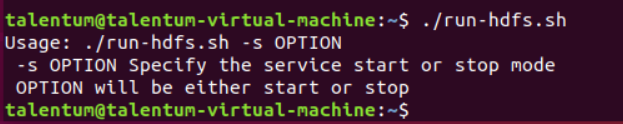 talentum@talentum-virtual-machine:~$ ./run-hdfs.sh
Usage: ./run-hdfs.sh -s OPTION
 -s OPTION Specify the service start or stop mode
 OPTION will be either start or stop
talentum@talentum-virtual-machine:~$